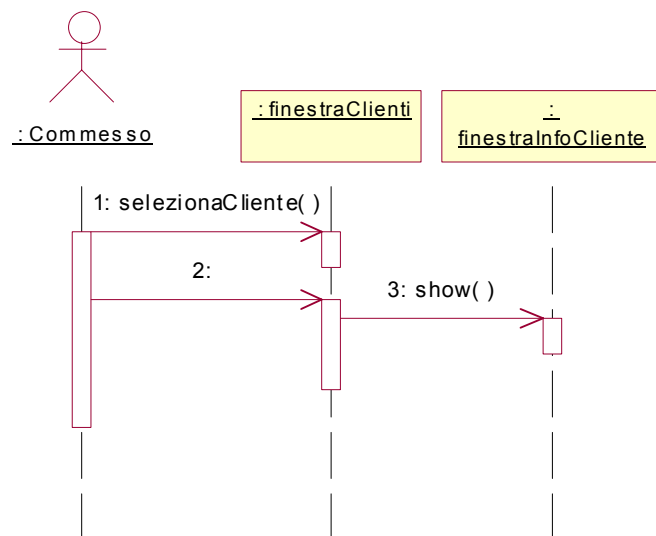 : Commesso
: finestraClienti
:
finestraInfoCliente
1: selezionaCliente( )
2:
3: show( )